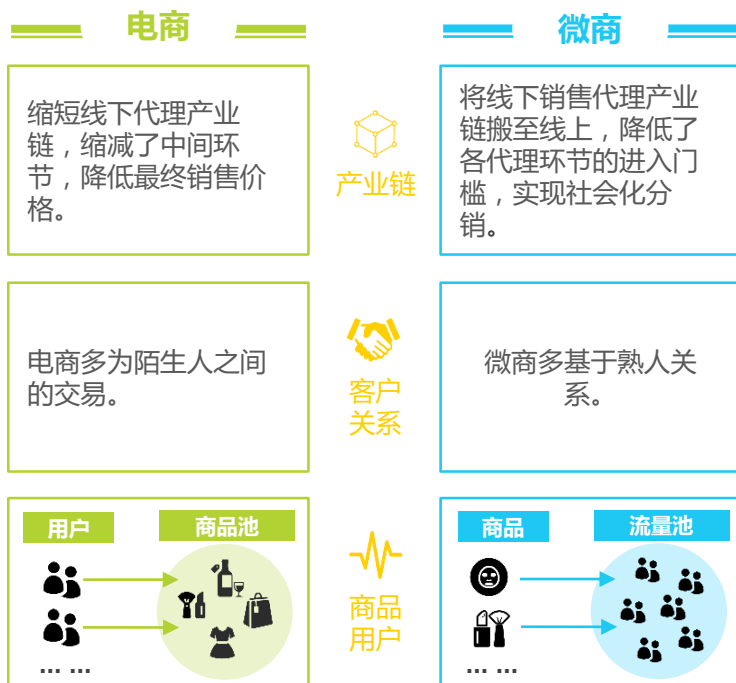 电商
微商
缩短线下代理产业
链，缩减了中间环
节，降低最终销售价
格。
产业链
将线下销售代理产业
链搬至线上，降低了
各代理环节的进入门
槛，实现社会化分
销。
电商多为陌生人之间
的交易。
客户
关系
微商多基于熟人关
系。
用户
商品池
... ...
商品
用户
商品
流量池
... ...